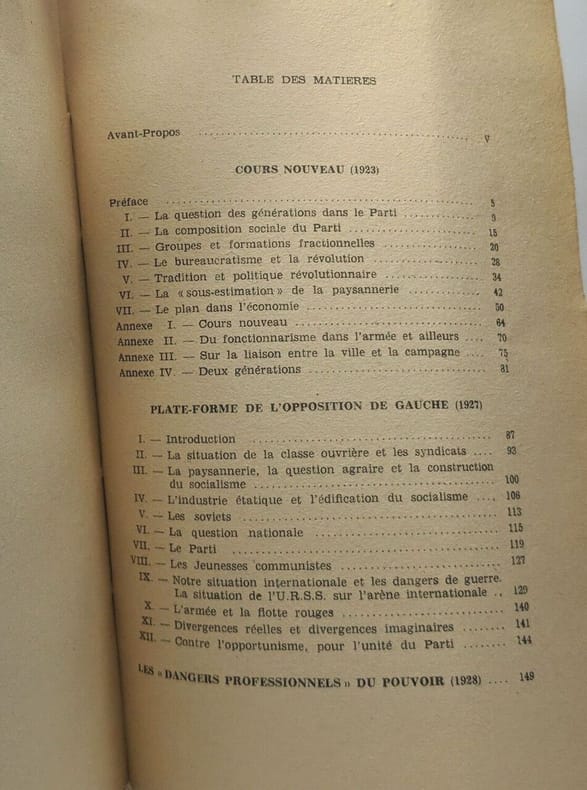 TABLE DES MATIERES
Avant-Propos .......... V
COURS NOUVEAU (1923)
Préface .......... 5
I. — La question des générations dans le Parti .......... 9
II. — La composition sociale du Parti .......... 15
III. — Groupes et formations fractionnelles .......... 20
IV. — Le bureaucratisme et la révolution .......... 28
V. — Tradition et politique révolutionnaire .......... 34
VI. — La «sous-estimation» de la paysannerie .......... 42
VII. — Le plan dans l'économie .......... 50
Annexe I. — Cours nouveau .......... 64
Annexe II. — Du fonctionnarisme dans l'armée et ailleurs .... 70
Annexe III. — Sur la liaison entre la ville et la campagne .... 75
Annexe IV. — Deux générations .......... 81
PLATE-FORME DE L'OPPOSITION DE GAUCHE (1927)
I. — Introduction .......... 87
II. — La situation de la classe ouvrière et les syndicats .... 93
III. — La paysannerie, la question agraire et la construction
du socialisme .......... 100
IV. — L'industrie étatique et l'édification du socialisme .... 106
V. — Les soviets .......... 113
VI. — La question nationale .......... 115
VII. — Le Parti .......... 119
VIII. — Les Jeunesses communistes .......... 127
IX. — Notre situation internationale et les dangers de guerre.
La situation de l'U.R.S.S. sur l'arène internationale .. 129
X. — L'armée et la flotte rouges .......... 140
XI. — Divergences réelles et divergences imaginaires ........ 141
XII. — Contre l'opportunisme, pour l'unité du Parti ........ 144
LES «DANGERS PROFESSIONNELS» DU POUVOIR (1928) .... 149